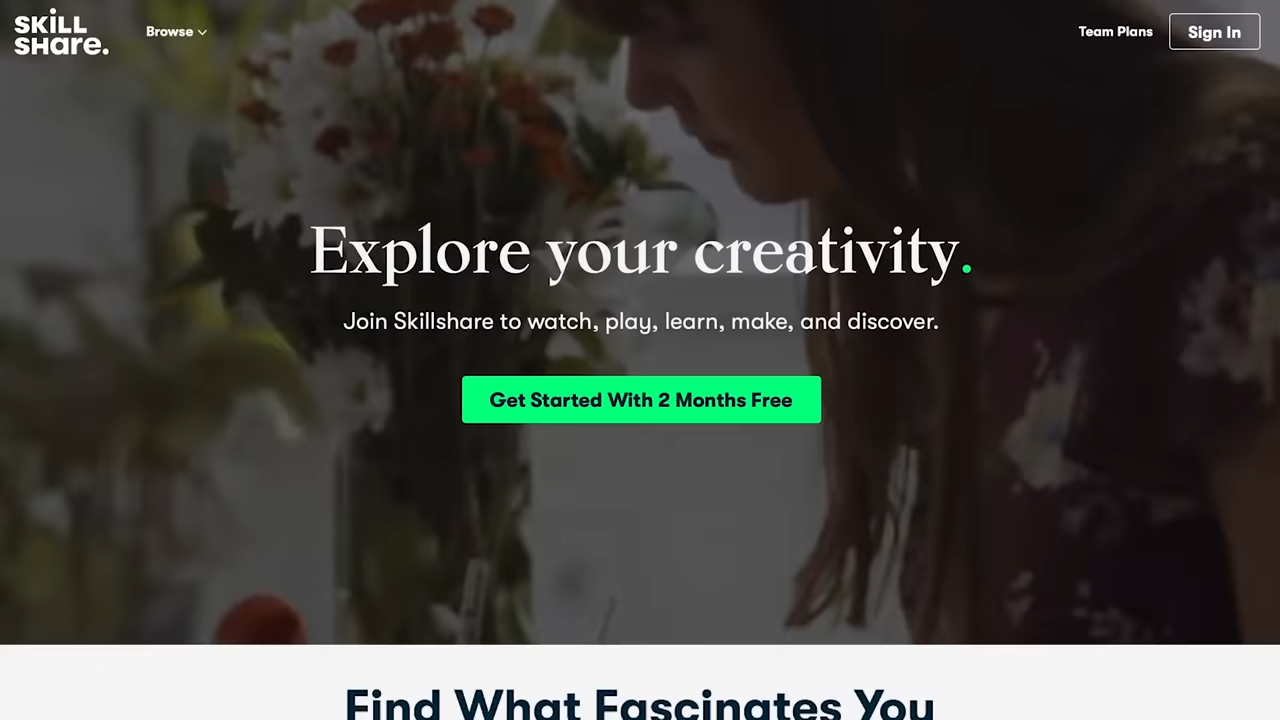 SKiLL
SHare.
Browse
Team Plans
Sign In
Explore your creativity.
Join Skillshare to watch, play, learn, make, and discover.
Get Started With 2 Months Free
Find What Fascinates You